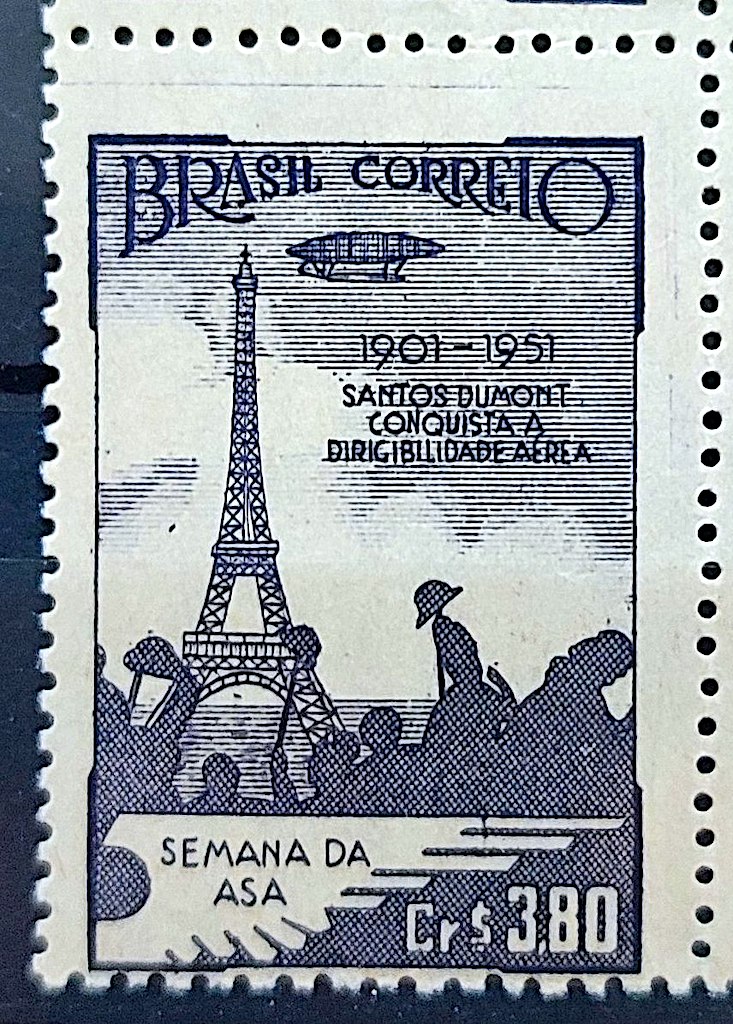 BRASIL CORREIO
1901-1951
SANTOS DUMONT
CONQUISTA A
DIRIGIBILIDADE AÉREA
SEMANA DA
ASA
Cr$ 3,80